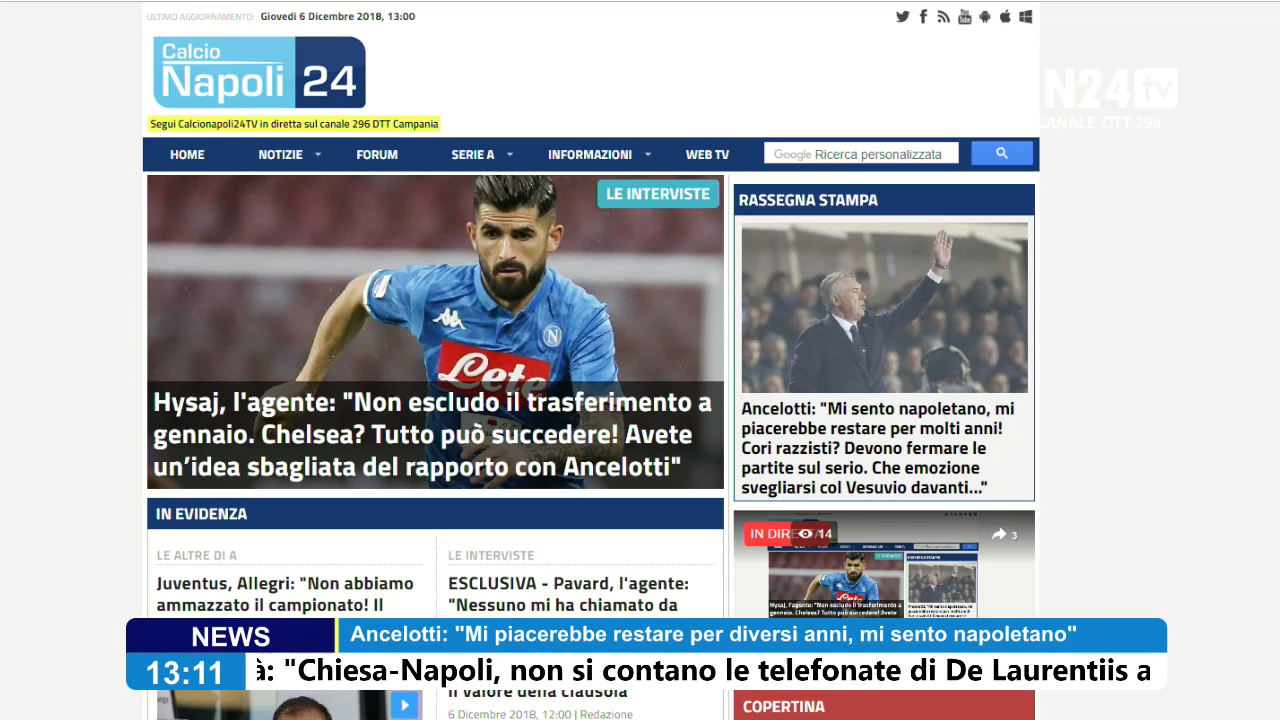 ULTIMO AGGIORNAMENTO: Giovedì 6 Dicembre 2018, 13:00
Calcio
Napoli 24
N24 tv
CANALE DTT 296
Segui Calcionapoli24TV in diretta sul canale 296 DTT Campania
HOME NOTIZIE FORUM SERIE A INFORMAZIONI WEB TV Google Ricerca personalizzata
LE INTERVISTE
Lete
Hysaj, l'agente: "Non escludo il trasferimento a
gennaio. Chelsea? Tutto può succedere! Avete
un'idea sbagliata del rapporto con Ancelotti"
RASSEGNA STAMPA
Ancelotti: "Mi sento napoletano, mi
piacerebbe restare per molti anni!
Cori razzisti? Devono fermare le
partite sul serio. Che emozione
svegliarsi col Vesuvio davanti..."
IN EVIDENZA
LE ALTRE DI A
Juventus, Allegri: "Non abbiamo
ammazzato il campionato! Il
LE INTERVISTE
ESCLUSIVA - Pavard, l'agente:
"Nessuno mi ha chiamato da
il valore della clausola
6 Dicembre 2018, 12:00 | Redazione
14
3
COPERTINA
NEWS
Ancelotti: "Mi piacerebbe restare per diversi anni, mi sento napoletano"
13:11
à: "Chiesa-Napoli, non si contano le telefonate di De Laurentiis a